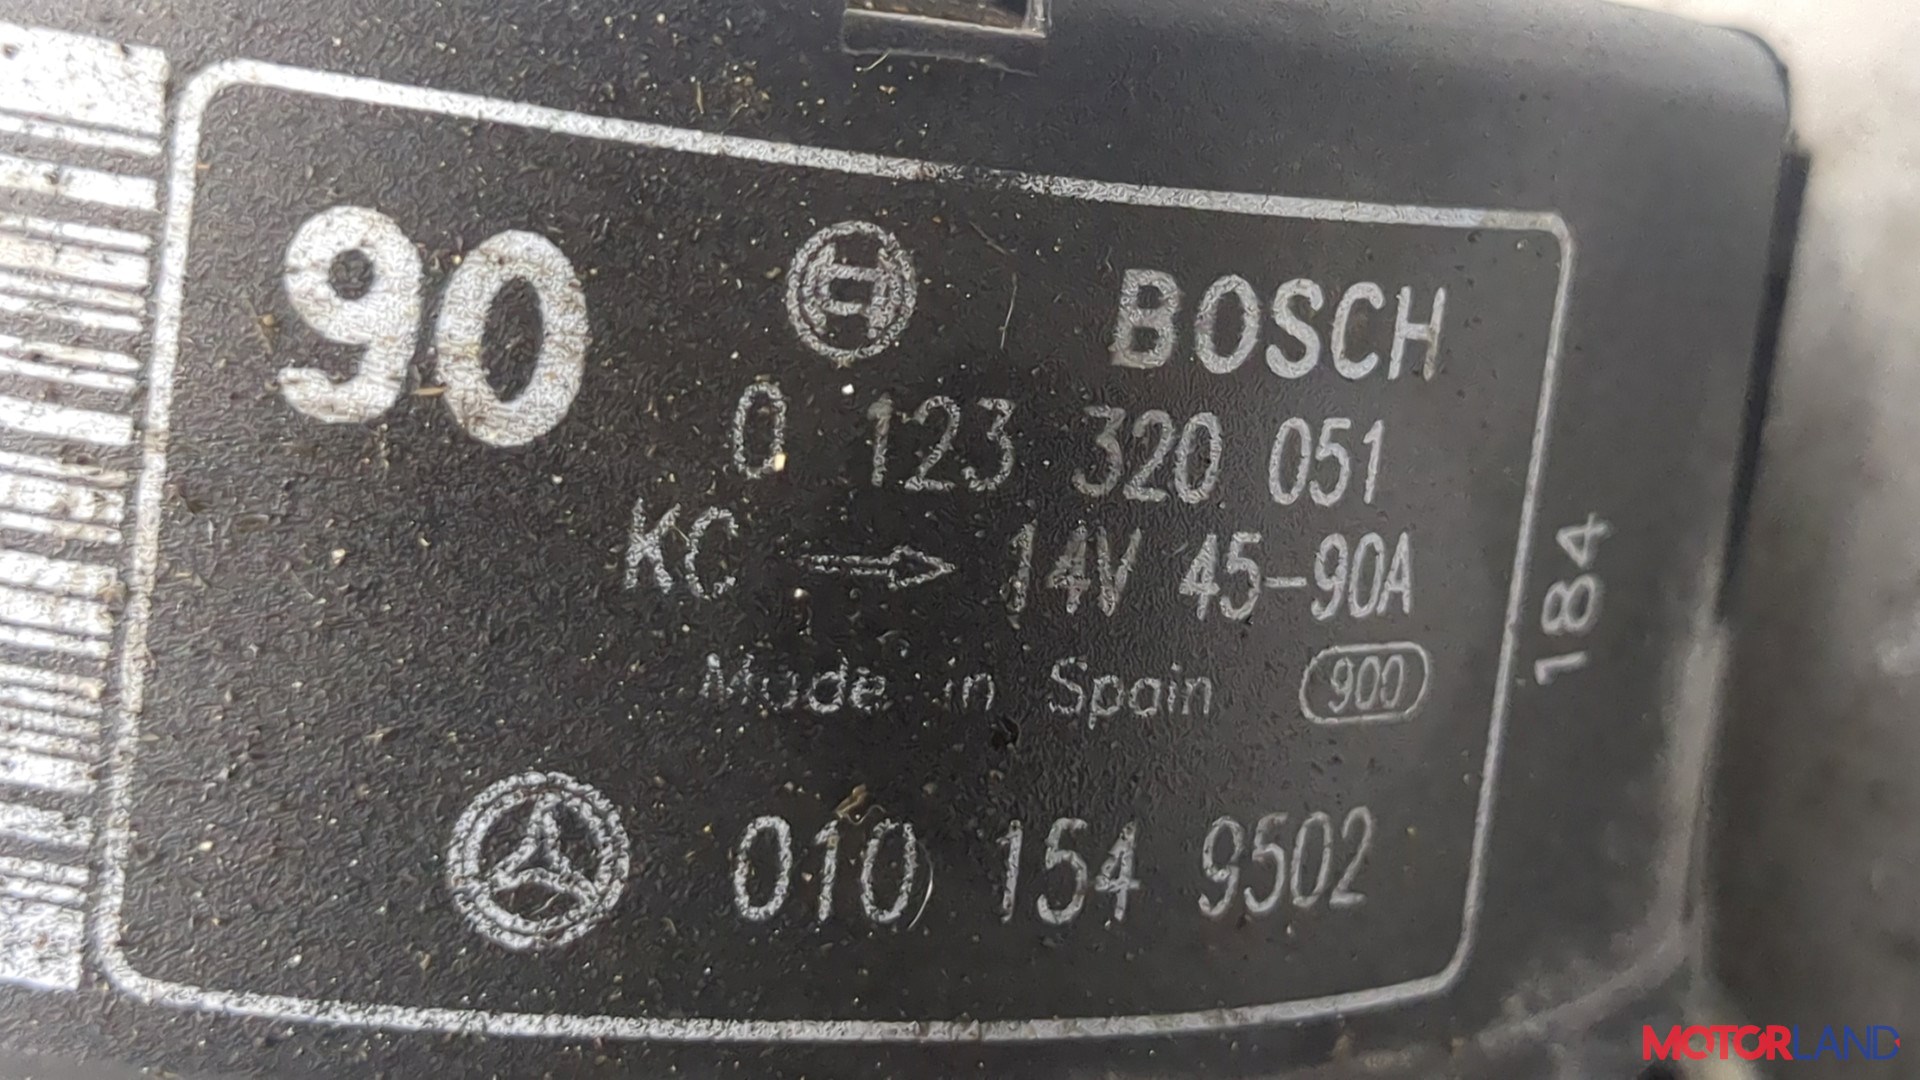 90
BOSCH
0 123 320 051
KC → 14V 45-90A
Made in Spain 900
010 154 9502
184
MOTORLAND